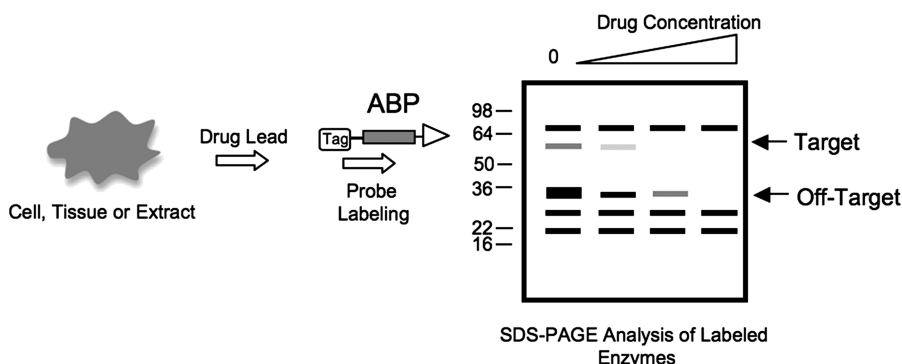 Drug Concentration
0
ABP
98
64
Drug Lead
Tag
Target
50
Probe
Labeling
36
Off-Target
Cell, Tissue or Extract
22
16
SDS-PAGE Analysis of Labeled
Enzymes